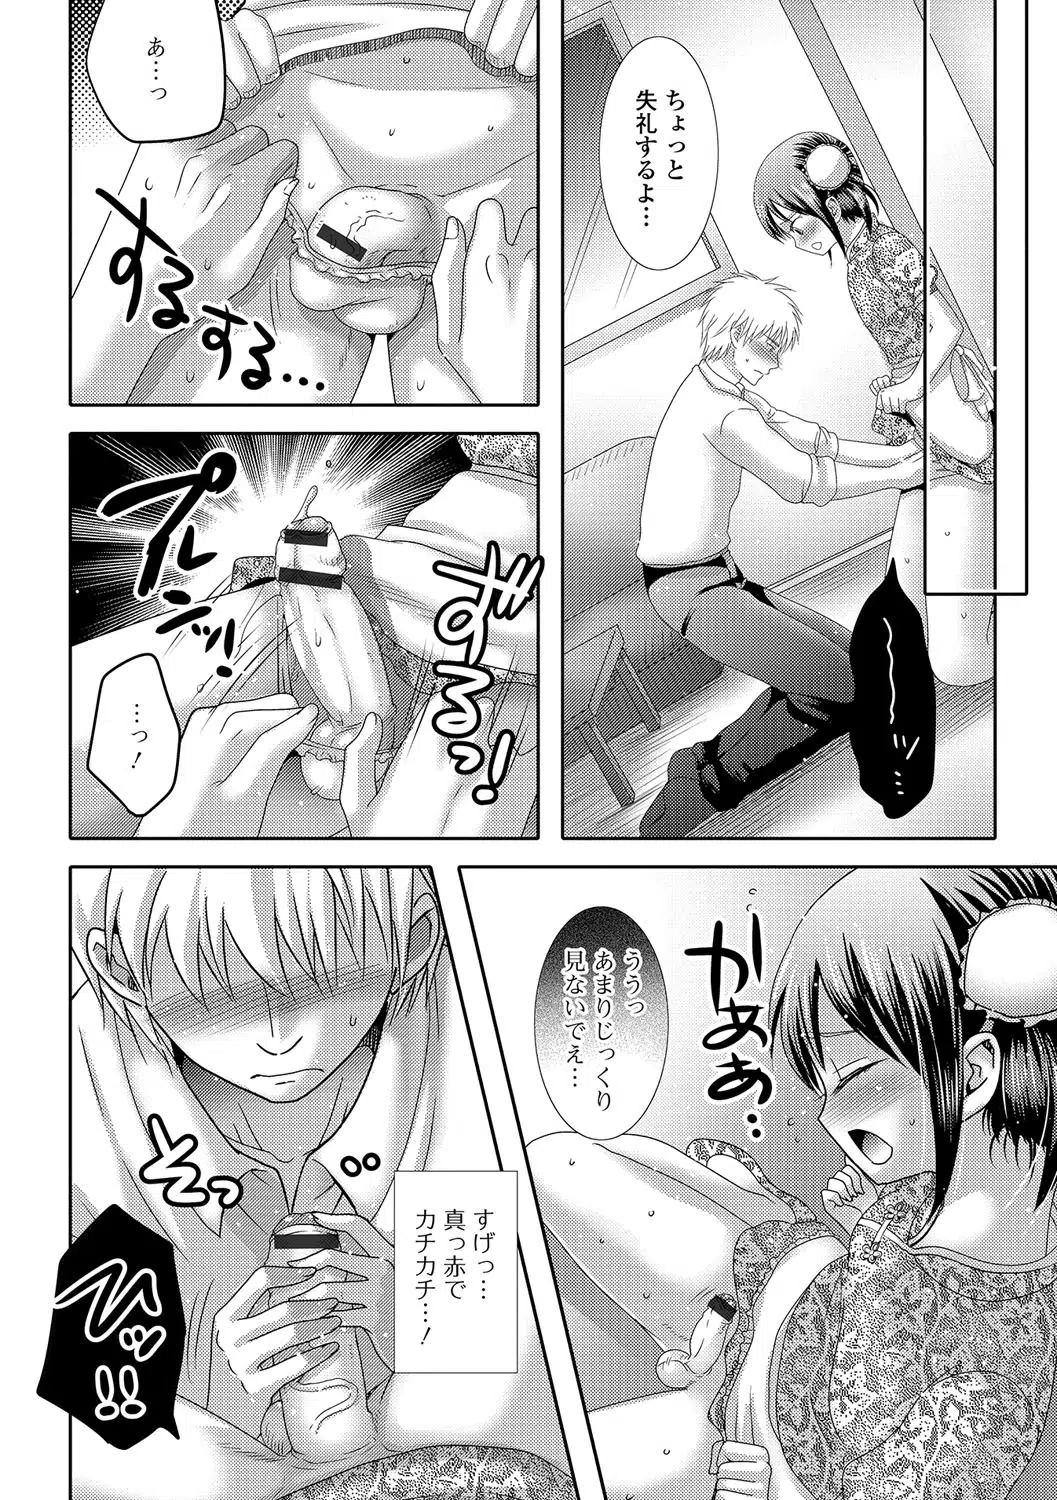 ちょっと
失礼するよ…
〜〜…ッ…
あ…っ
するする…
プルンッ
…っ!
ずるっ!
かあぁぁ…
ううっ
あまりじっくり
見ないでぇ…
すげっ…
真っ赤で
カチカチ…!
そっ
ひッ!!